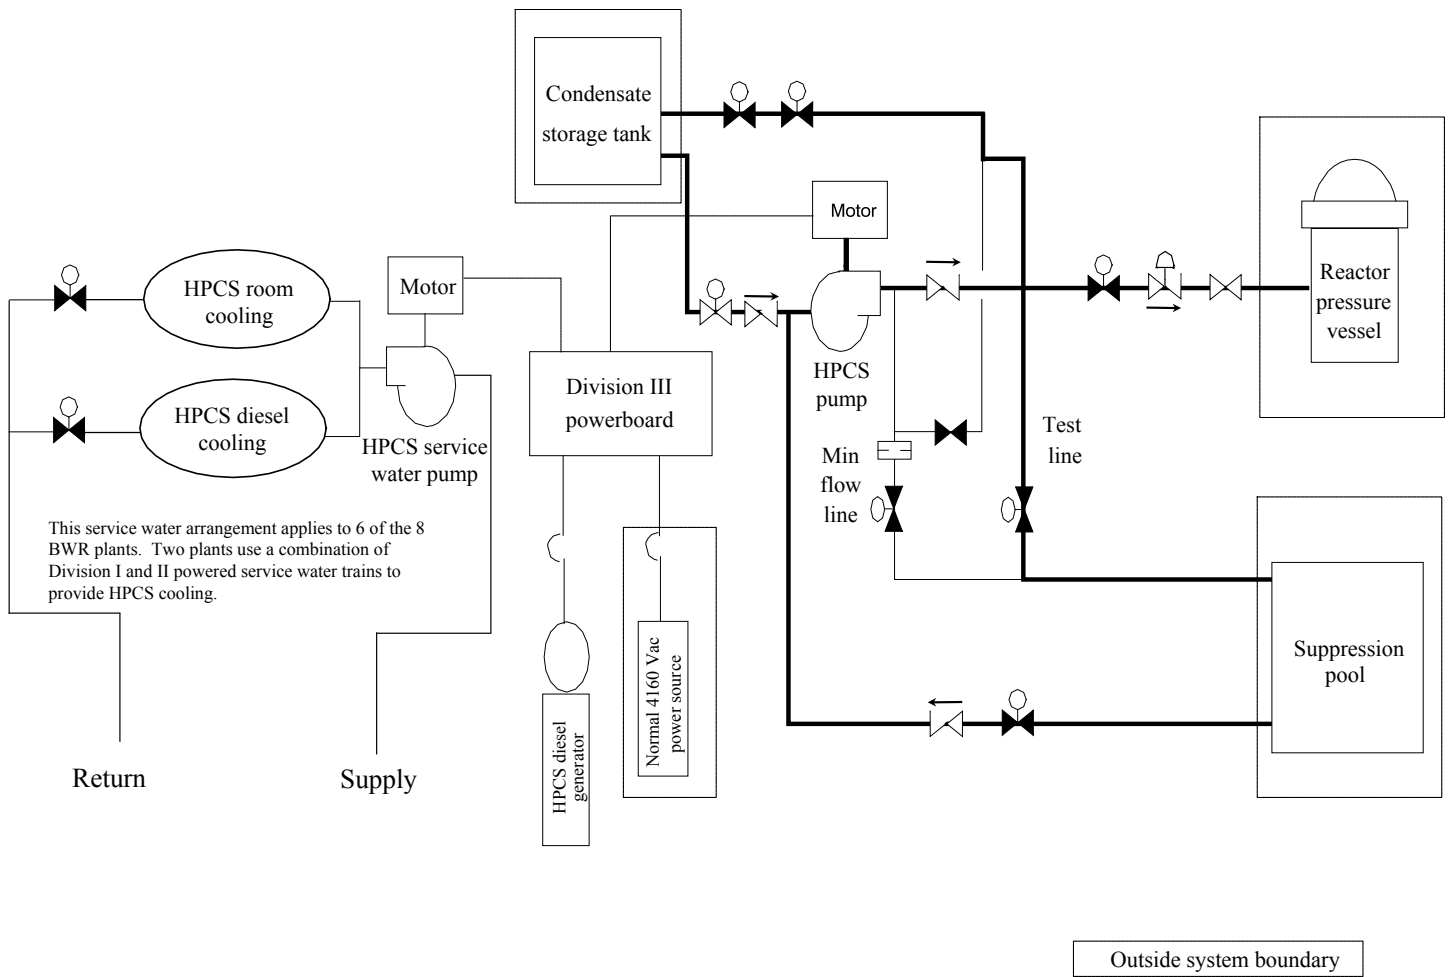 Condensate
storage tank
Motor
HPCS room
cooling
Motor
Reactor
pressure
vessel
HPCS diesel
cooling
HPCS service
water pump
Division III
powerboard
HPCS
pump
Test
line
Min
flow
line
This service water arrangement applies to 6 of the 8
BWR plants.  Two plants use a combination of
Division I and II powered service water trains to
provide HPCS cooling.
Return
Supply
HPCS diesel
generator
Normal 4160 Vac
power source
Suppression
pool
Outside system boundary